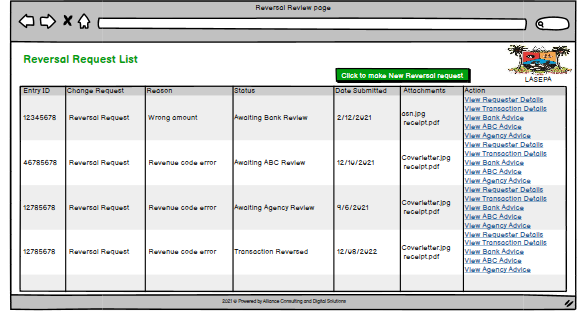 Reversal Review page
Reversal Request List
Click to make New Reversal request
LASEPA
Entry ID Change Request Reason Status Date Submitted Attachments Action
12345678 Reversal Request Wrong amount Awaiting Bank Review 2/12/2021 asn.jpg
receipt.pdf
View Requester Details
View Transaction Details
View Bank Advice
View ABC Advice
View Agency Advice
46785678 Reversal Request Revenue code error Awaiting ABC Review 12/10/2021 Coverletter.jpg
receipt.pdf
View Requester Details
View Transaction Details
View Bank Advice
View ABC Advice
View Agency Advice
12785678 Reversal Request Revenue code error Awaiting Agency Review 9/6/2021 Coverletter.jpg
receipt.pdf
View Requester Details
View Transaction Details
View Bank Advice
View ABC Advice
View Agency Advice
12785678 Reversal Request Revenue code error Transaction Reversed 12/08/2022 Coverletter.jpg
receipt.pdf
View Requester Details
View Transaction Details
View Bank Advice
View ABC Advice
View Agency Advice
2021 © Powered by Alliance Consulting and Digital Solutions